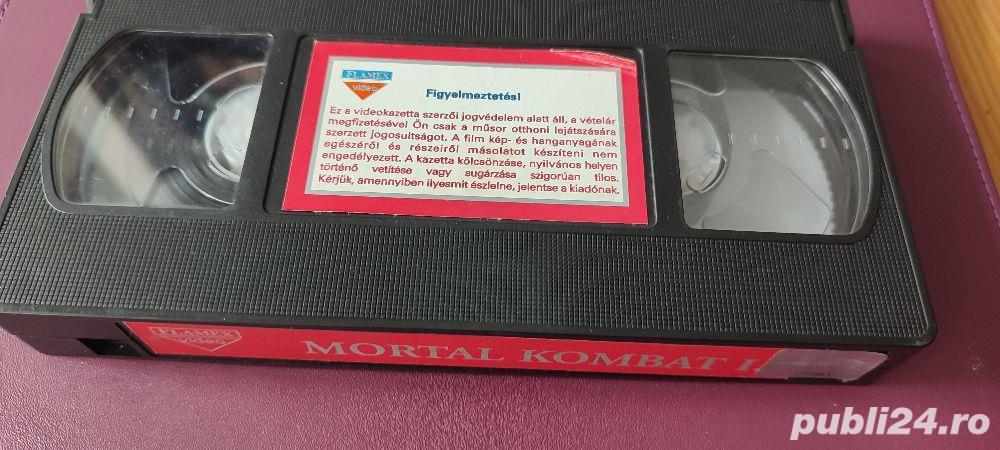 FLAMEX
video
Figyelmeztetés!
Ez a videokazetta szerzői jogvédelem alatt áll, a vételár
megfizetésével Ön csak a műsor otthoni lejátszására
szerzett jogosultságot. A film kép- és hanganyagának
egészéről és részeiről másolatot készíteni nem
engedélyezett. A kazetta kölcsönzése, nyilvános helyen
történő vetítése vagy sugárzása szigorúan tilos.
Kérjük, amennyiben ilyesmit észlelne, jelentse a kiadónak.
FLAMEX
video
MORTAL KOMBAT I.
publi24.ro